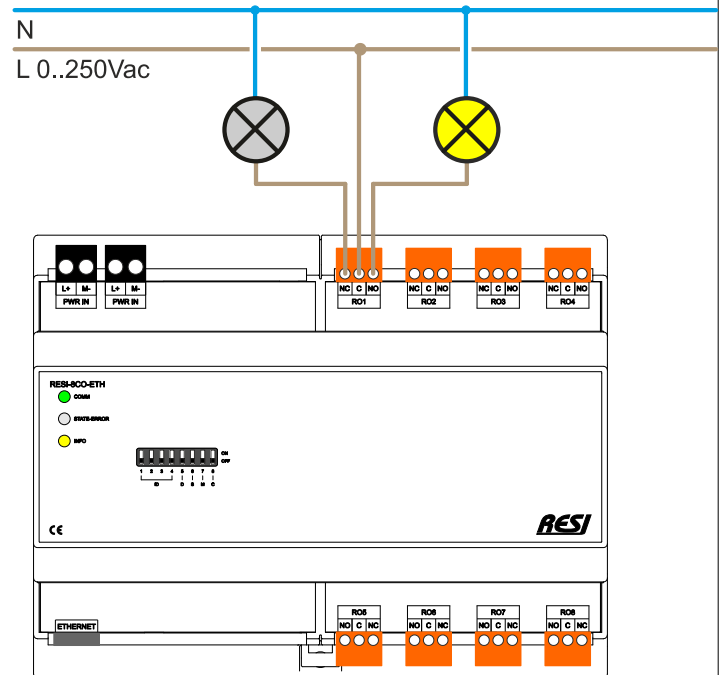 N
L 0..250Vac
L+ M- L+ M-
PWR IN PWR IN
NC C NO NC C NO NC C NO NC C NO
RO1 RO2 RO3 RO4
RESI-8CO-ETH
COMM
STATE-ERROR
INFO
ON
OFF
1 2 3 4 5 6 7 8
ID D S M C
CE
RESI
ETHERNET
RO5 RO6 RO7 RO8
NO C NC NO C NC NO C NC NO C NC